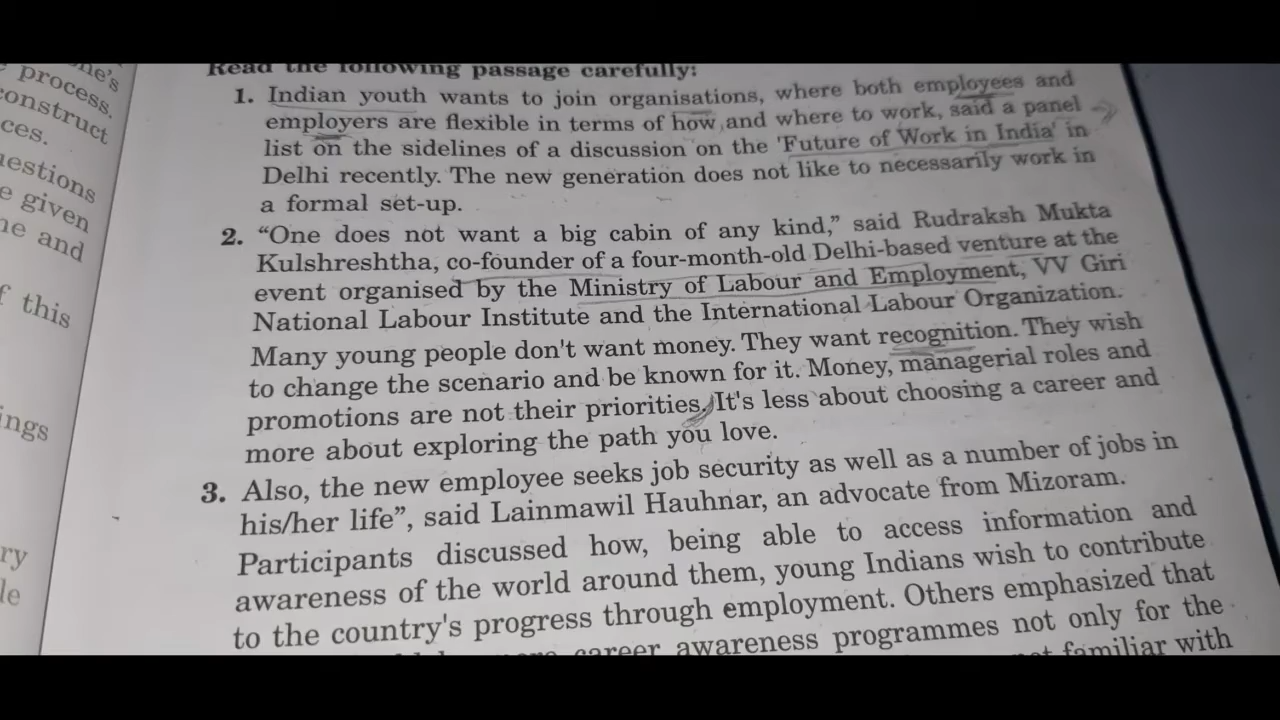 ne's
process.
construct
ces.
estions
e given
ne and
f this
ings
ry
le
Read the following passage carefully:
1. Indian youth wants to join organisations, where both employees and
employers are flexible in terms of how and where to work, said a panel
list on the sidelines of a discussion on the 'Future of Work in India' in
Delhi recently. The new generation does not like to necessarily work in
a formal set-up.
2. “One does not want a big cabin of any kind,” said Rudraksh Mukta
Kulshreshtha, co-founder of a four-month-old Delhi-based venture at the
event organised by the Ministry of Labour and Employment, VV Giri
National Labour Institute and the International Labour Organization.
Many young people don't want money. They want recognition. They wish
to change the scenario and be known for it. Money, managerial roles and
promotions are not their priorities. It's less about choosing a career and
more about exploring the path you love.
3. Also, the new employee seeks job security as well as a number of jobs in
his/her life”, said Lainmawil Hauhnar, an advocate from Mizoram.
Participants discussed how, being able to access information and
awareness of the world around them, young Indians wish to contribute
to the country's progress through employment. Others emphasized that
career awareness programmes not only for the
familiar with